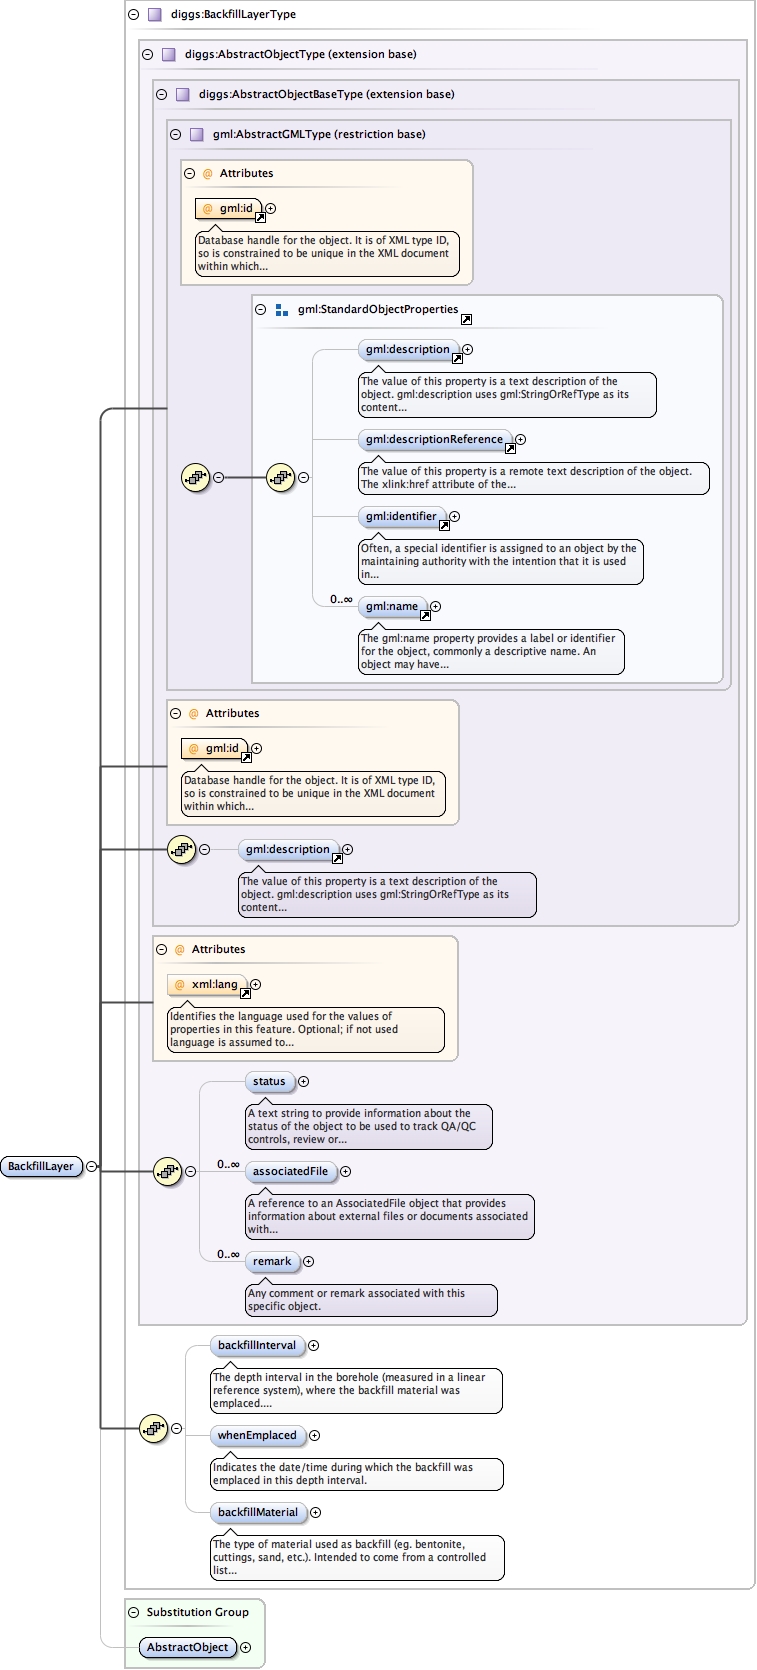 diggs:BackfillLayerType
diggs:AbstractObjectType (extension base)
diggs:AbstractObjectBaseType (extension base)
gml:AbstractGMLType (restriction base)
@ Attributes
@ gml:id
Database handle for the object. It is of XML type ID,
so is constrained to be unique in the XML document
within which...
gml:StandardObjectProperties
gml:description
The value of this property is a text description of the
object. gml:description uses gml:StringOrRefType as its
content...
gml:descriptionReference
The value of this property is a remote text description of the object.
The xlink:href attribute of the...
gml:identifier
Often, a special identifier is assigned to an object by the
maintaining authority with the intention that it is used
in...
0..∞
gml:name
The gml:name property provides a label or identifier
for the object, commonly a descriptive name. An
object may have...
@ Attributes
@ gml:id
Database handle for the object. It is of XML type ID,
so is constrained to be unique in the XML document
within which...
gml:description
The value of this property is a text description of the
object. gml:description uses gml:StringOrRefType as its
content...
@ Attributes
@ xml:lang
Identifies the language used for the values of
properties in this feature. Optional; if not used
language is assumed to...
status
A text string to provide information about the
status of the object to be used to track QA/QC
controls, review or...
BackfillLayer
0..∞
associatedFile
A reference to an AssociatedFile object that provides
information about external files or documents associated
with...
0..∞
remark
Any comment or remark associated with this
specific object.
backfillInterval
The depth interval in the borehole (measured in a linear
reference system), where the backfill material was
emplaced....
whenEmplaced
Indicates the date/time during which the backfill was
emplaced in this depth interval.
backfillMaterial
The type of material used as backfill (eg. bentonite,
cuttings, sand, etc.). Intended to come from a controlled
list...
Substitution Group
AbstractObject